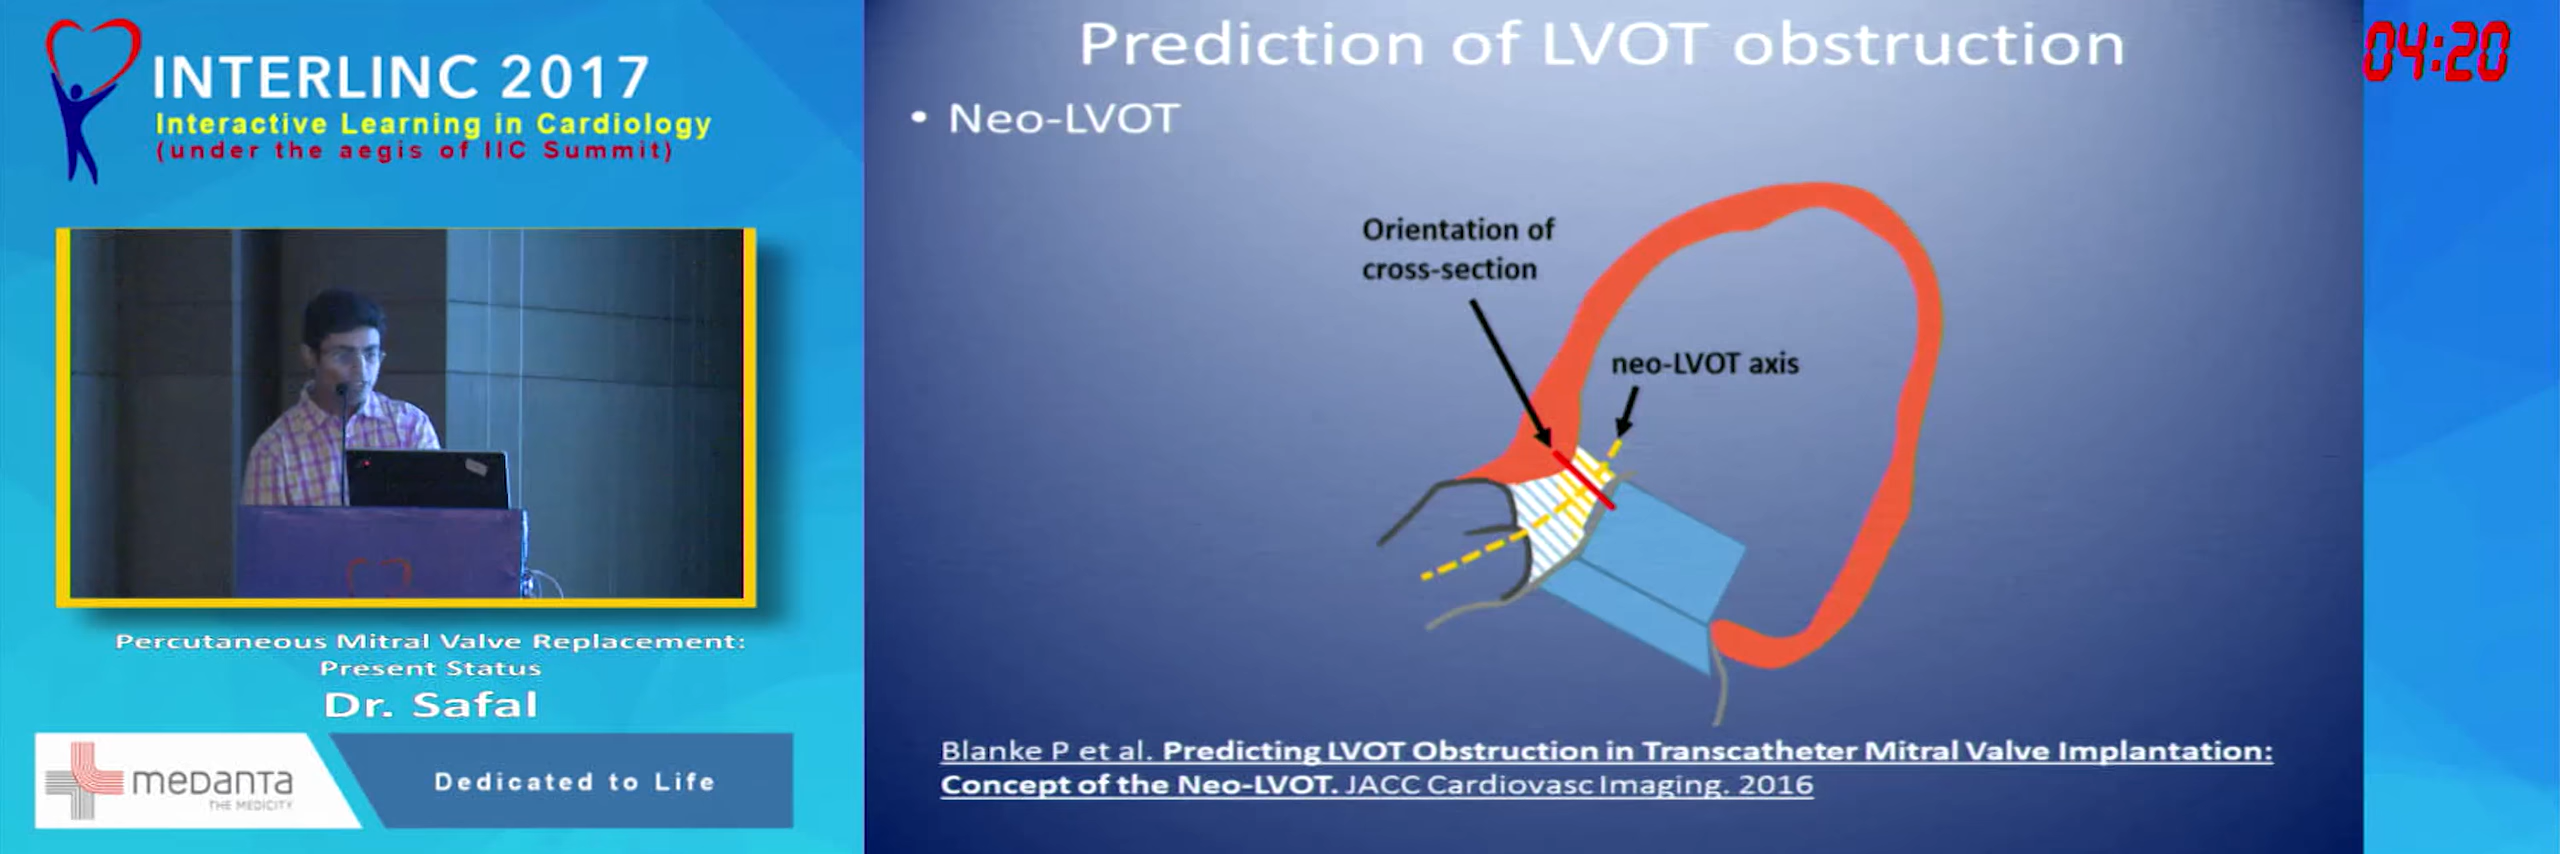 INTERLINC 2017
Interactive Learning in Cardiology
(under the aegis of IIC Summit)
Percutaneous Mitral Valve Replacement:
Present Status
Dr. Safal
medanta
THE MEDICITY
Dedicated to Life
Prediction of LVOT obstruction
• Neo-LVOT
Orientation of
cross-section
neo-LVOT axis
Blanke P et al. Predicting LVOT Obstruction in Transcatheter Mitral Valve Implantation:
Concept of the Neo-LVOT. JACC Cardiovasc Imaging. 2016
04:20